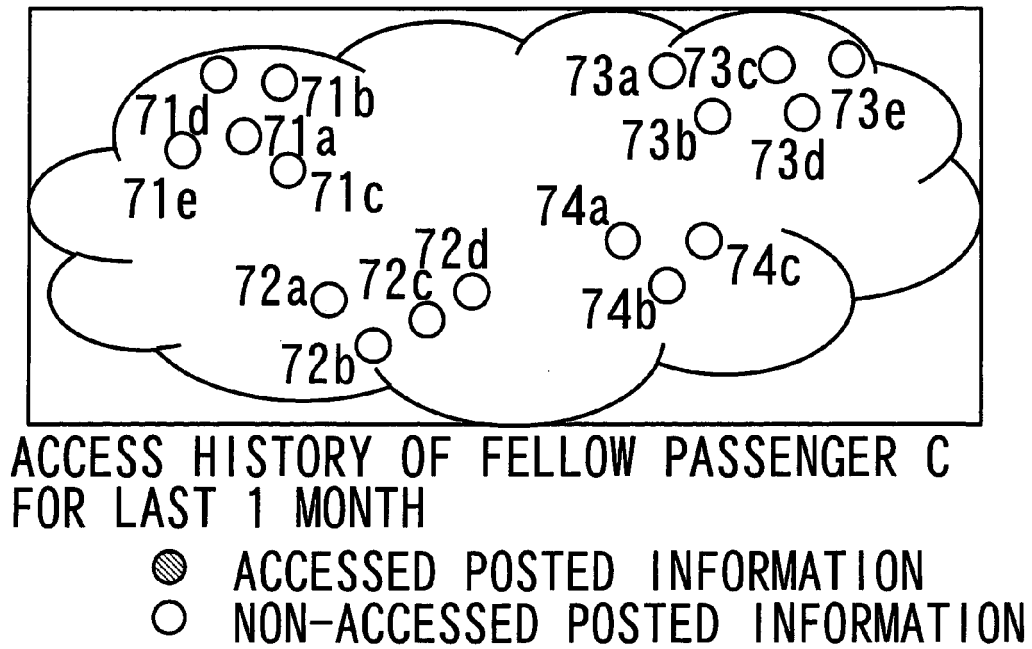 73a
73c
71b
71d
73e
71a
73b
73d
71e
71c
74a
72d
74c
72a
72c
74b
72b
ACCESS HISTORY OF FELLOW PASSENGER C
FOR LAST 1 MONTH
ACCESSED POSTED INFORMATION
NON-ACCESSED POSTED INFORMATION